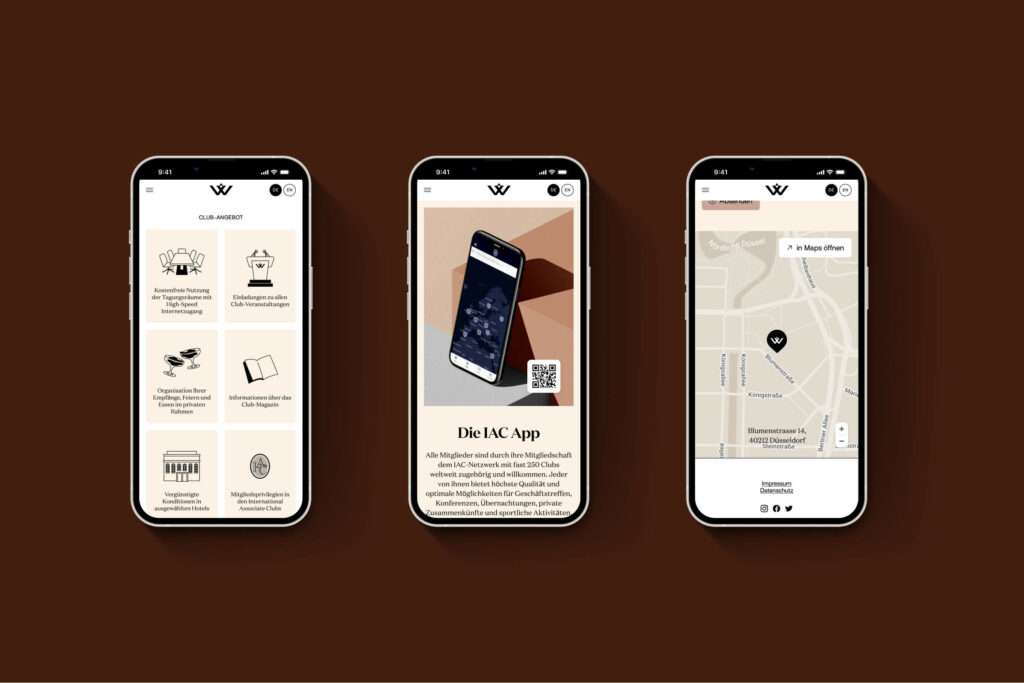 9:41
DE
EN
CLUB-ANGEBOT
Kostenfreie Nutzung
der Tagungsräume mit
High-Speed
Internetzugang
Einladungen zu allen
Club-Veranstaltungen
Organisation Ihrer
Empfänge, Feiern und
Essen im privaten
Rahmen
Informationen über das
Club-Magazin
Vergünstigte
Konditionen in
ausgewählten Hotels
Mitgliedsprivilegien in
den International
Associate Clubs
9:41
DE
EN
Die IAC App
Alle Mitglieder sind durch ihre Mitgliedschaft
dem IAC-Netzwerk mit fast 250 Clubs
weltweit zugehörig und willkommen. Jeder
von ihnen bietet höchste Qualität und
optimale Möglichkeiten für Geschäftstreffen,
Konferenzen, Übernachtungen, private
Zusammenkünfte und sportliche Aktivitäten.
9:41
DE
EN
Absenden
Nördliche Düssel
in Maps öffnen
Blumenstraße
Königsallee
Königsallee
Königstraße
Berliner Allee
Blumenstrasse 14,
40212 Düsseldorf
Steinstraße
+
−
Impressum
Datenschutz